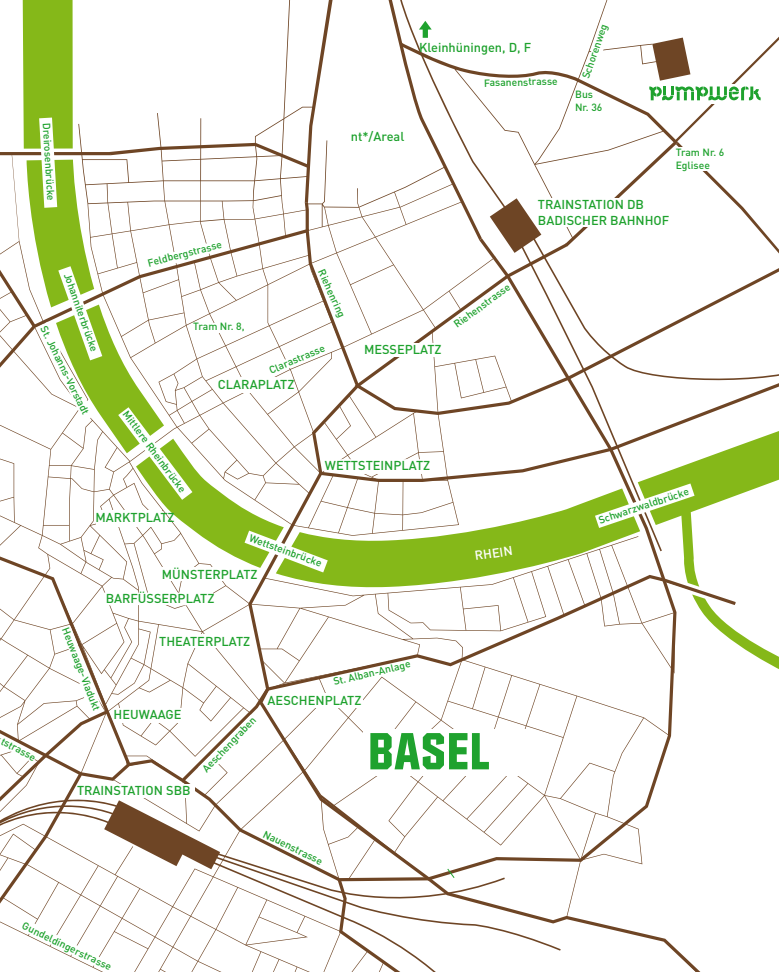 Kleinhüningen, D, F
Schorenweg
Fasanenstrasse
Bus
Nr. 36
pumpwerk
nt*/Areal
Dreirosenbrücke
Tram Nr. 6
Eglisee
TRAINSTATION DB
BADISCHER BAHNHOF
Feldbergstrasse
Johanniterbrücke
Riehenring
Riehenstrasse
Tram Nr. 8,
St. Johanns-Vorstadt
Clarastrasse
MESSEPLATZ
CLARAPLATZ
Mittlere Rheinbrücke
WETTSTEINPLATZ
MARKTPLATZ
Schwarzwaldbrücke
Wettsteinbrücke
RHEIN
MÜNSTERPLATZ
BARFÜSSERPLATZ
THEATERPLATZ
Heuwaage-Viadukt
St. Alban-Anlage
AESCHENPLATZ
HEUWAAGE
Aeschengraben
BASEL
TRAINSTATION SBB
Nauenstrasse
Gundeldingerstrasse